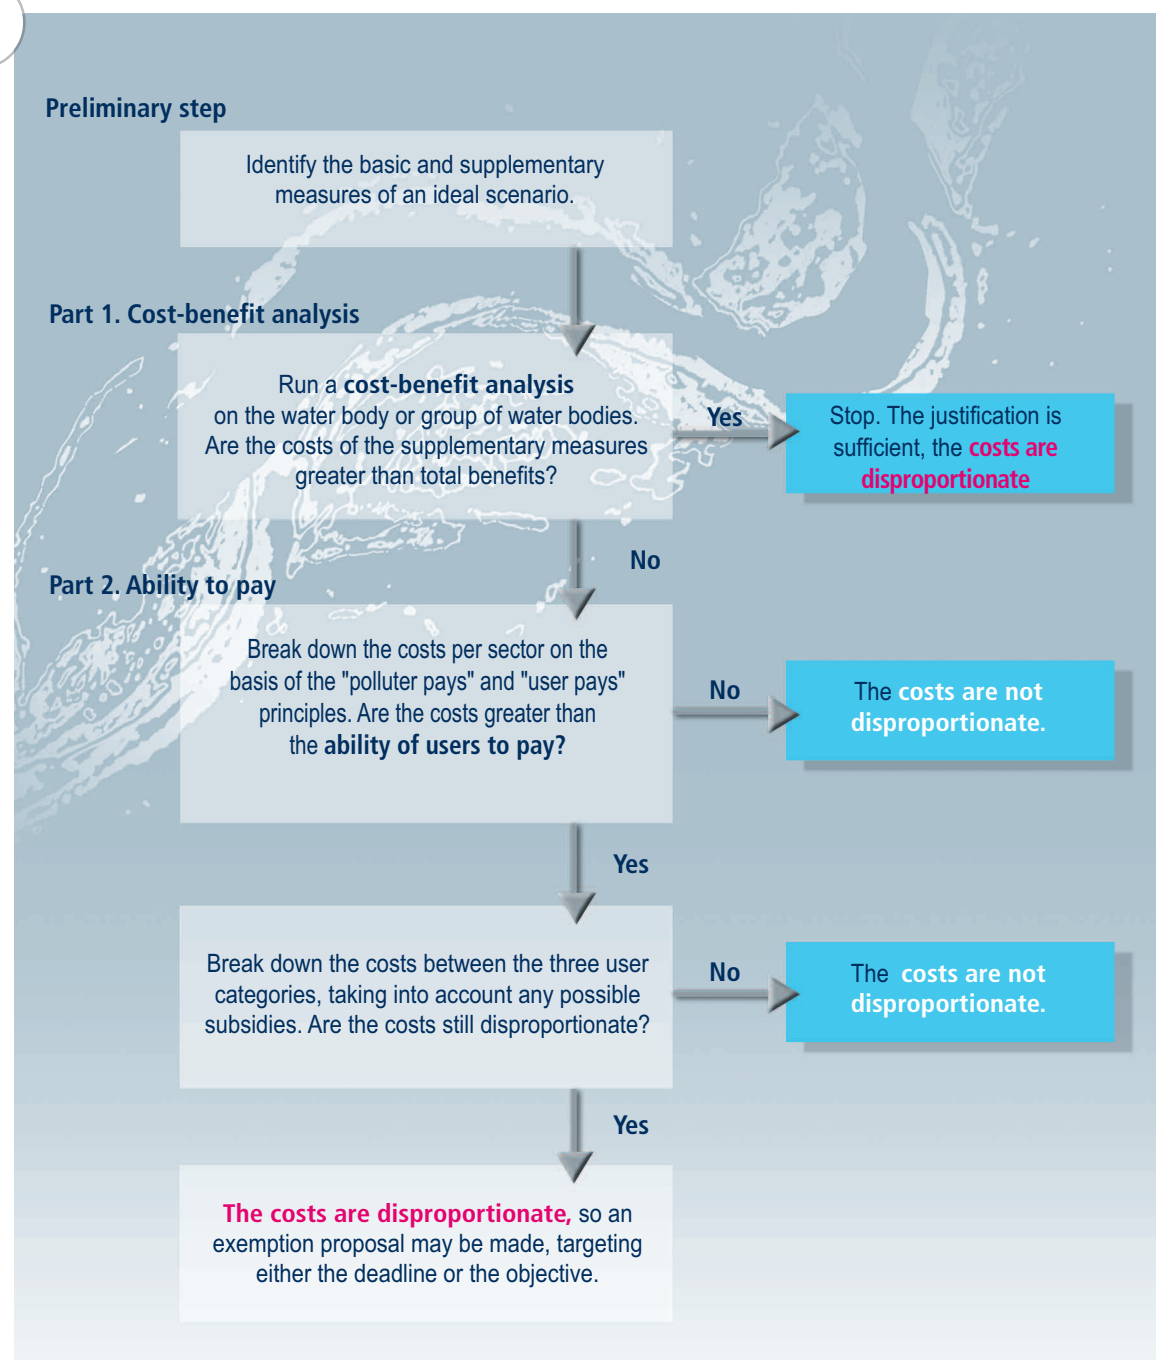 Preliminary step
Identify the basic and supplementary
measures of an ideal scenario.
Part 1. Cost-benefit analysis
Run a cost-benefit analysis
on the water body or group of water bodies.
Are the costs of the supplementary measures
greater than total benefits?
Yes
Stop. The justification is
sufficient, the costs are
disproportionate
No
Part 2. Ability to pay
Break down the costs per sector on the
basis of the "polluter pays" and "user pays"
principles. Are the costs greater than
the ability of users to pay?
No
The costs are not
disproportionate.
Yes
Break down the costs between the three user
categories, taking into account any possible
subsidies. Are the costs still disproportionate?
No
The costs are not
disproportionate.
Yes
The costs are disproportionate, so an
exemption proposal may be made, targeting
either the deadline or the objective.